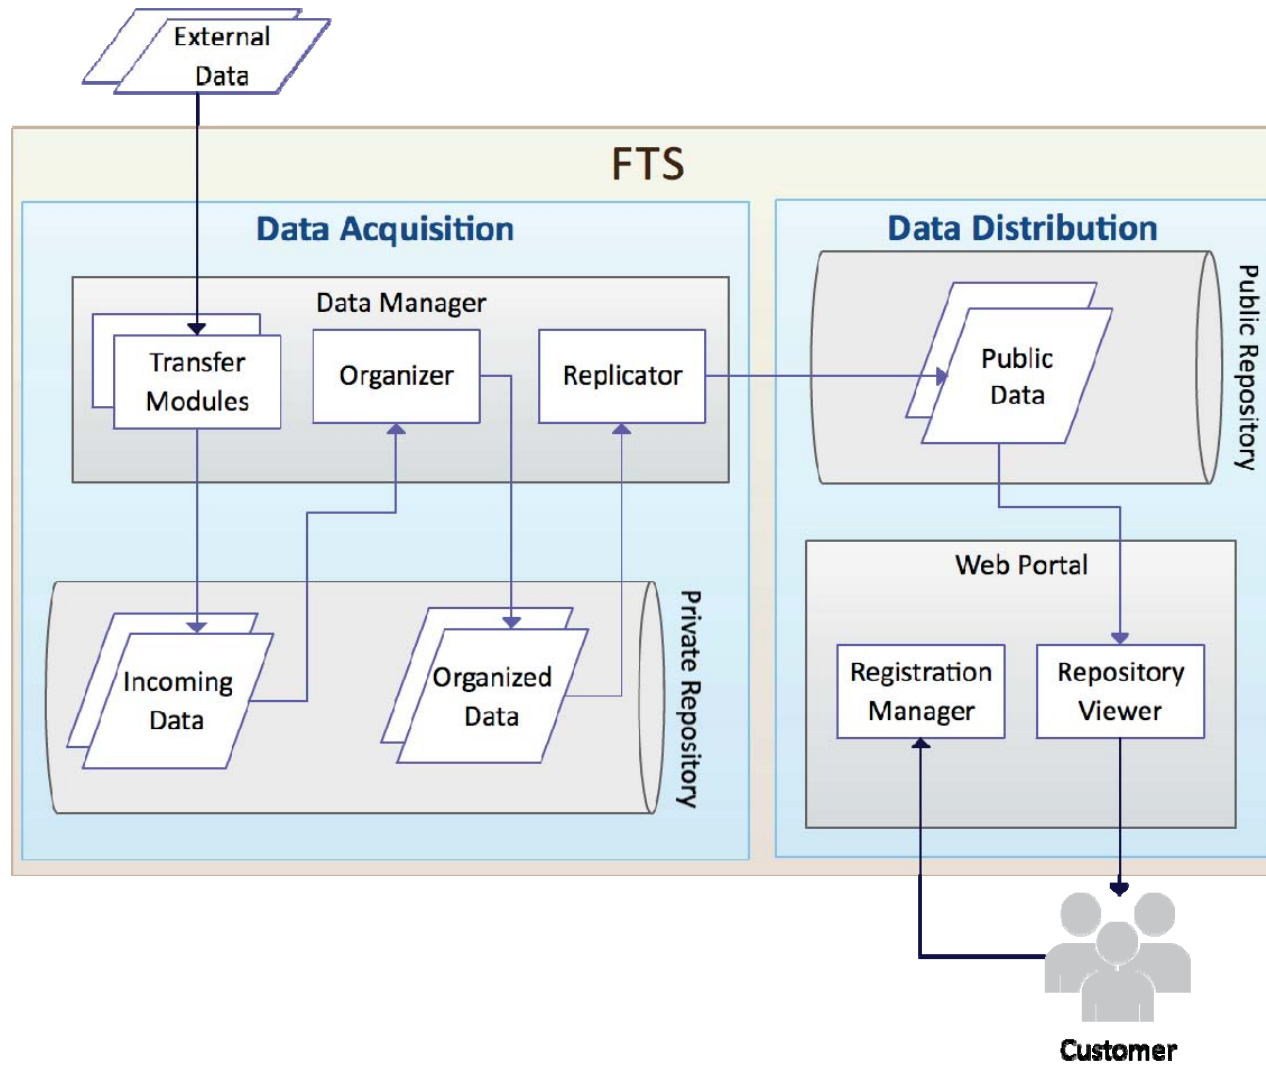 External
Data
FTS
Data Acquisition
Data Manager
Transfer
Modules
Organizer
Replicator
Incoming
Data
Organized
Data
Private Repository
Data Distribution
Public
Data
Public Repository
Web Portal
Registration
Manager
Repository
Viewer
Customer